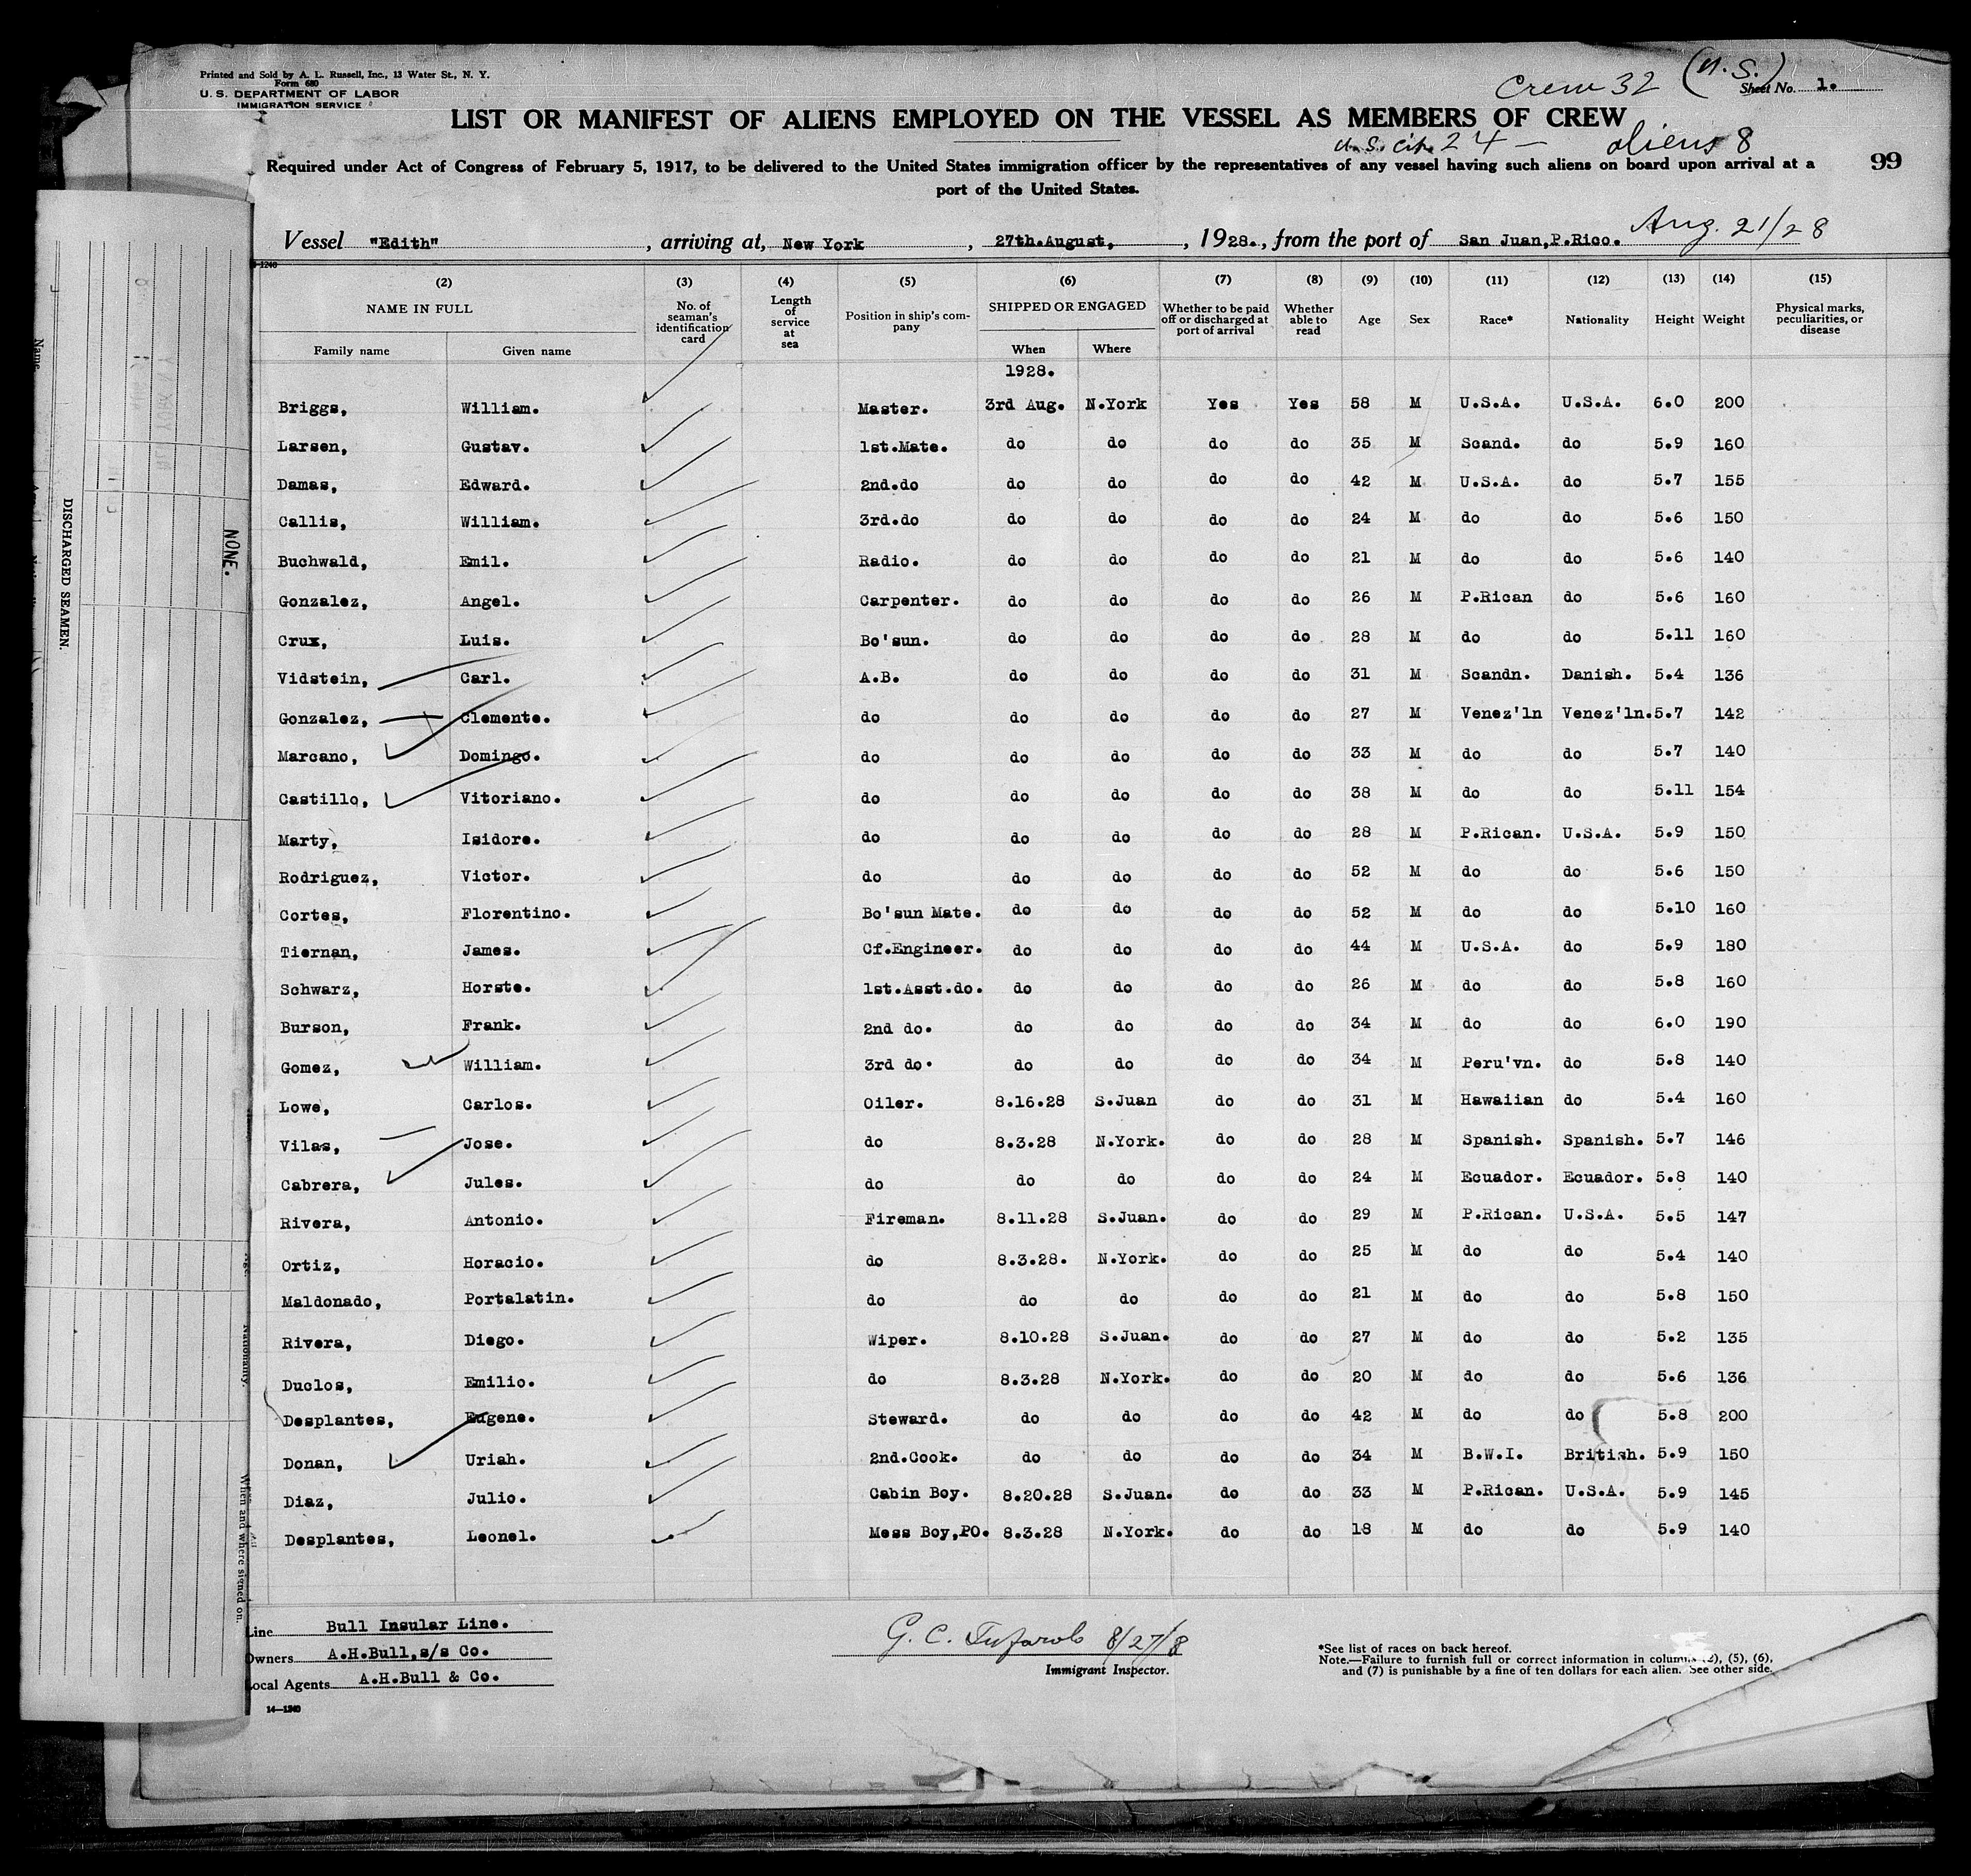 Printed and Sold by A. L. Russell, Inc., 13 Water St., N. Y.
Form 680
U. S. DEPARTMENT OF LABOR
IMMIGRATION SERVICE
Crew 32 (U.S.)
Sheet No. 1.
LIST OR MANIFEST OF ALIENS EMPLOYED ON THE VESSEL AS MEMBERS OF CREW
U.S. cit. 24 — aliens 8
Required under Act of Congress of February 5, 1917, to be delivered to the United States immigration officer by the representatives of any vessel having such aliens on board upon arrival at a
port of the United States.
99
Vessel "Edith", arriving at, New York, 27th.August,, 1928., from the port of San Juan,P.Rico. Aug. 21/28
(2) (3) (4) (5) (6) (7) (8) (9) (10) (11) (12) (13) (14) (15)
NAME IN FULL No. of seaman's identification card Length of service at sea Position in ship's company SHIPPED OR ENGAGED Whether to be paid off or discharged at port of arrival Whether able to read Age Sex Race* Nationality Height Weight Physical marks, peculiarities, or disease
Family name Given name When Where
1928.
Briggs, William. Master. 3rd Aug. N.York Yes Yes 58 M U.S.A. U.S.A. 6.0 200
Larsen, Gustav. 1st.Mate. do do do do 35 M Scand. do 5.9 160
Damas, Edward. 2nd.do do do do do 42 M U.S.A. do 5.7 155
Callis, William. 3rd.do do do do do 24 M do do 5.6 150
Buchwald, Emil. Radio. do do do do 21 M do do 5.6 140
Gonzalez, Angel. Carpenter. do do do do 26 M P.Rican do 5.6 160
Crux, Luis. Bo'sun. do do do do 28 M do do 5.11 160
Vidstein, Carl. A.B. do do do do 31 M Scandn. Danish. 5.4 136
Gonzalez, Clemente. do do do do do 27 M Venez'ln Venez'ln. 5.7 142
Marcano, Domingo. do do do do do 33 M do do 5.7 140
Castillo, Vitoriano. do do do do do 38 M do do 5.11 154
Marty, Isidore. do do do do do 28 M P.Rican. U.S.A. 5.9 150
Rodriguez, Victor. do do do do do 52 M do do 5.6 150
Cortes, Florentino. Bo'sun Mate. do do do do 52 M do do 5.10 160
Tiernan, James. Cf.Engineer. do do do do 44 M U.S.A. do 5.9 180
Schwarz, Horste. 1st.Asst.do. do do do do 26 M do do 5.8 160
Burson, Frank. 2nd do. do do do do 34 M do do 6.0 190
Gomez, William. 3rd do. do do do do 34 M Peru'vn. do 5.8 140
Lowe, Carlos. Oiler. 8.16.28 S.Juan do do 31 M Hawaiian do 5.4 160
Vilas, Jose. do 8.3.28 N.York. do do 28 M Spanish. Spanish. 5.7 146
Cabrera, Jules. do do do do do 24 M Ecuador. Ecuador. 5.8 140
Rivera, Antonio. Fireman. 8.11.28 S.Juan. do do 29 M P.Rican. U.S.A. 5.5 147
Ortiz, Horacio. do 8.3.28. N.York. do do 25 M do do 5.4 140
Maldonado, Portalatin. do do do do do 21 M do do 5.8 150
Rivera, Diego. Wiper. 8.10.28 S.Juan. do do 27 M do do 5.2 135
Duclos, Emilio. do 8.3.28 N.York. do do 20 M do do 5.6 136
Desplantes, Eugene. Steward. do do do do 42 M do do 5.8 200
Donan, Uriah. 2nd.Cook. do do do do 34 M B.W.I. British. 5.9 150
Diaz, Julio. Cabin Boy. 8.20.28 S.Juan. do do 33 M P.Rican. U.S.A. 5.9 145
Desplantes, Leonel. Mess Boy,PO. 8.3.28 N.York. do do 18 M do do 5.9 140
Line Bull Insular Line.
Owners A.H.Bull,s/s Co.
Local Agents A.H.Bull & Co.
14—1240
G. C. 8/27/8
Immigrant Inspector.
*See list of races on back hereof.
Note.—Failure to furnish full or correct information in columns (2), (5), (6),
and (7) is punishable by a fine of ten dollars for each alien. See other side.
DISCHARGED SEAMEN.
NONE.
Name
Nationality.
When and where signed on.